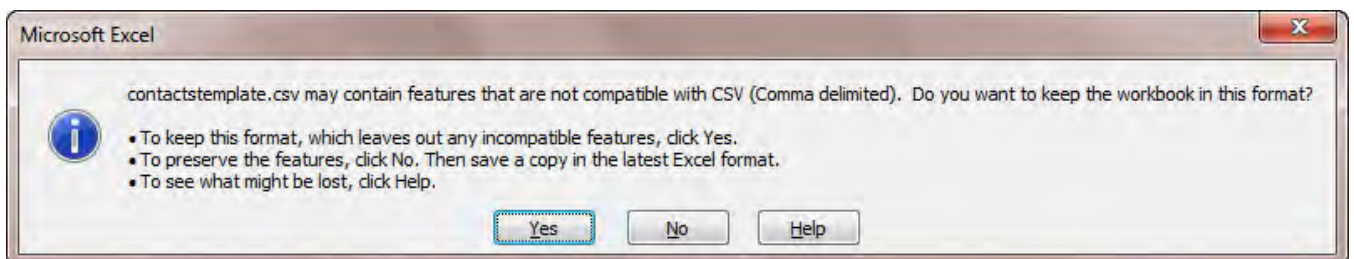 Microsoft Excel
contactstemplate.csv may contain features that are not compatible with CSV (Comma delimited).  Do you want to keep the workbook in this format?
• To keep this format, which leaves out any incompatible features, click Yes.
• To preserve the features, click No. Then save a copy in the latest Excel format.
• To see what might be lost, click Help.
Yes No Help